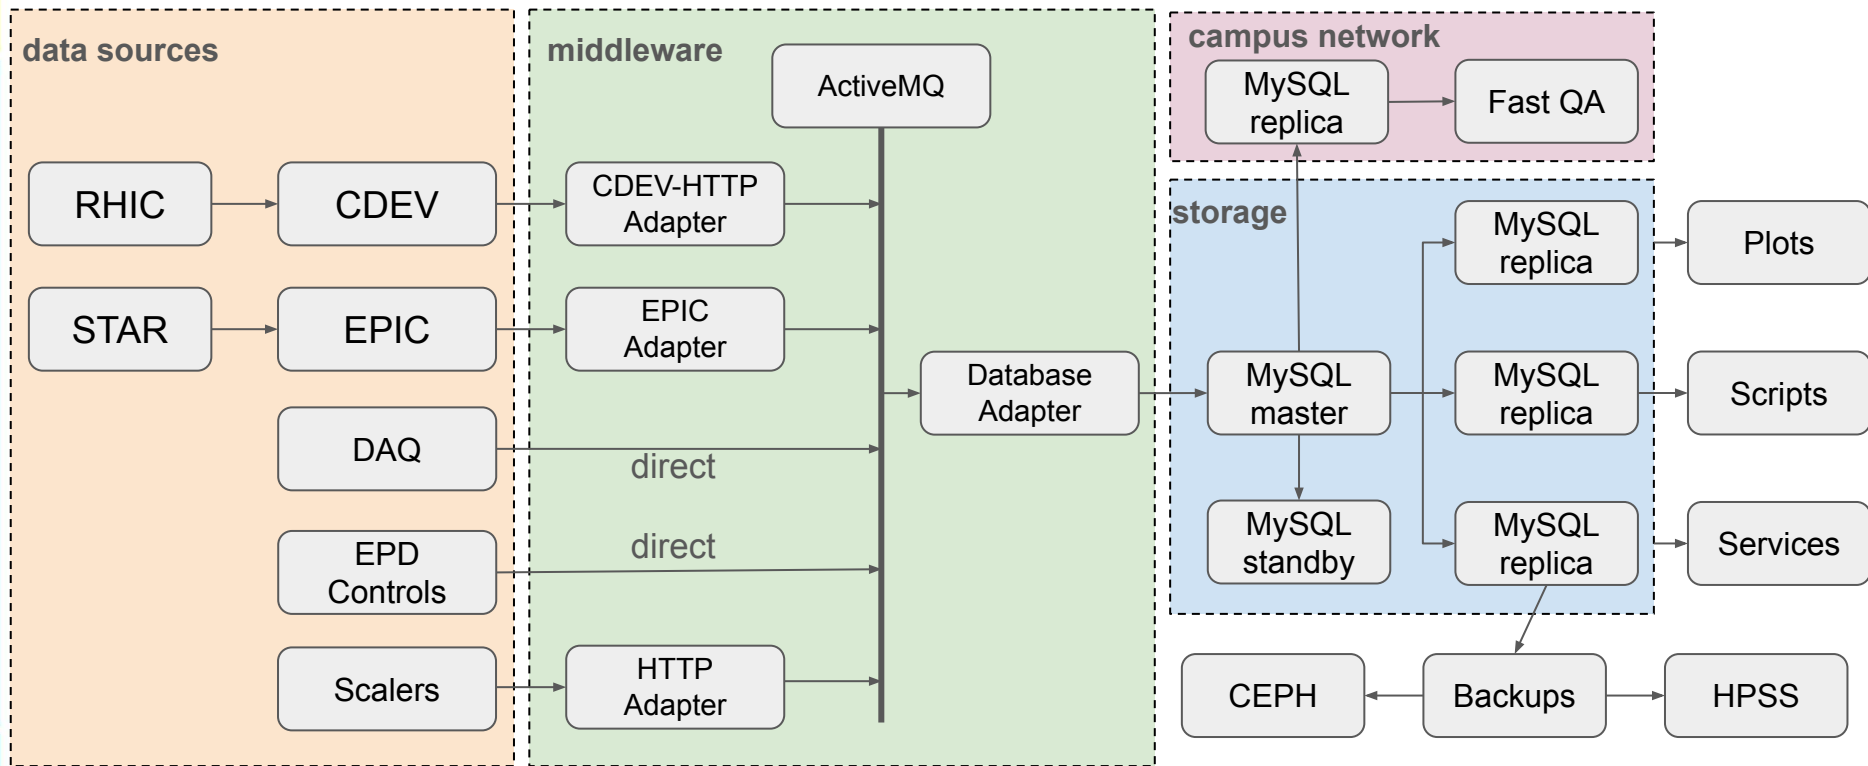 data sources
RHIC
CDEV
STAR
EPIC
DAQ
EPD
Controls
Scalers
middleware
ActiveMQ
CDEV-HTTP
Adapter
EPIC
Adapter
direct
direct
HTTP
Adapter
Database
Adapter
campus network
MySQL
replica
Fast QA
storage
MySQL
replica
Plots
MySQL
master
MySQL
replica
Scripts
MySQL
standby
MySQL
replica
Services
CEPH
Backups
HPSS